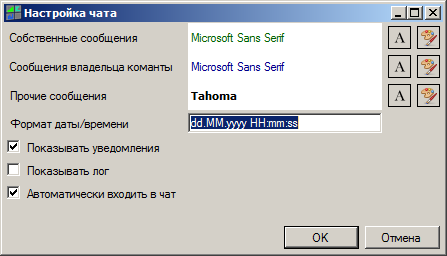 Настройка чата
Собственные сообщения Microsoft Sans Serif A
Сообщения владельца команты Microsoft Sans Serif A
Прочие сообщения Tahoma A
Формат даты/времени dd.MM.yyyy HH:mm:ss
Показывать уведомления
Показывать лог
Автоматически входить в чат
OK Отмена